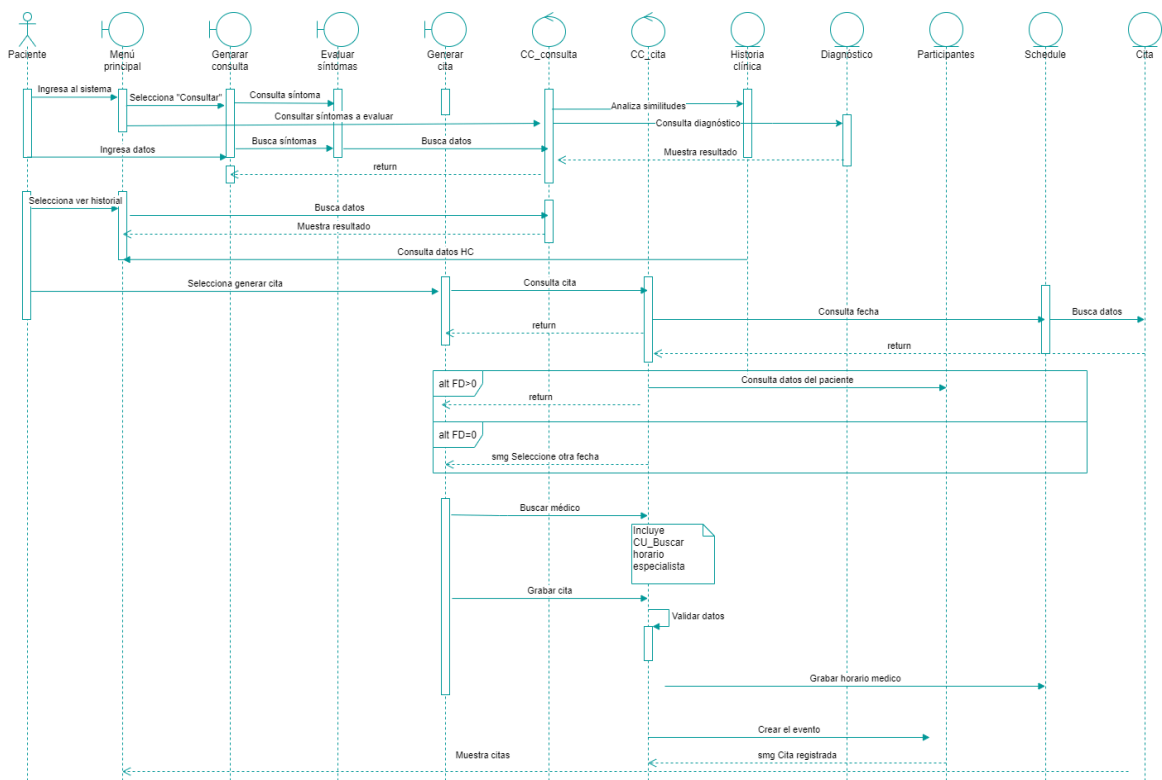 Paciente
Menú
principal
Genarar
consulta
Evaluar
síntomas
Generar
cita
CC_consulta
CC_cita
Historia
clínica
Diagnóstico
Participantes
Schedule
Cita
Ingresa al sistema
Selecciona "Consultar"
Consulta síntoma
Analiza similitudes
Consultar síntomas a evaluar
Consulta diagnóstico
Ingresa datos
Busca síntomas
Busca datos
Muestra resultado
return
Selecciona ver historial
Busca datos
Muestra resultado
Consulta datos HC
Selecciona generar cita
Consulta cita
Consulta fecha
Busca datos
return
return
alt FD>0
Consulta datos del paciente
return
alt FD=0
smg Seleccione otra fecha
Buscar médico
Incluye
CU_Buscar
horario
especialista
Grabar cita
Validar datos
Grabar horario medico
Crear el evento
Muestra citas
smg Cita registrada